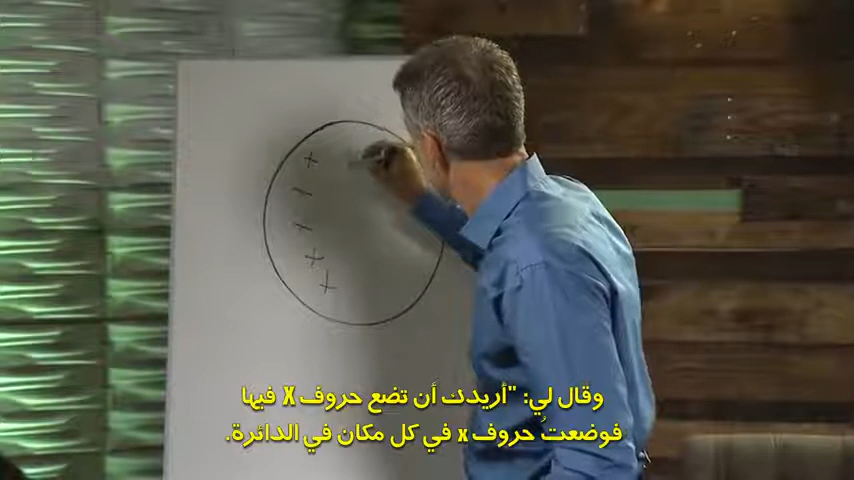 وقال لي: "أريدك أن تضع حروف X فيها
فوضعتُ حروف x في كل مكان في الدائرة.